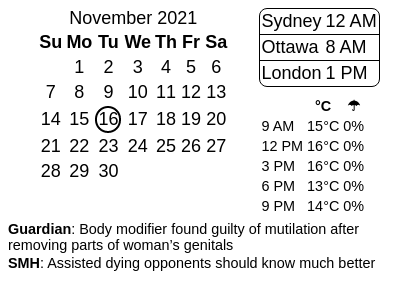 November 2021
Su Mo Tu We Th Fr Sa
1 2 3 4 5 6
7 8 9 10 11 12 13
14 15 16 17 18 19 20
21 22 23 24 25 26 27
28 29 30
Sydney 12 AM
Ottawa 8 AM
London 1 PM
°C ☂
9 AM 15°C 0%
12 PM 16°C 0%
3 PM 16°C 0%
6 PM 13°C 0%
9 PM 14°C 0%
Guardian: Body modifier found guilty of mutilation after
removing parts of woman’s genitals
SMH: Assisted dying opponents should know much better